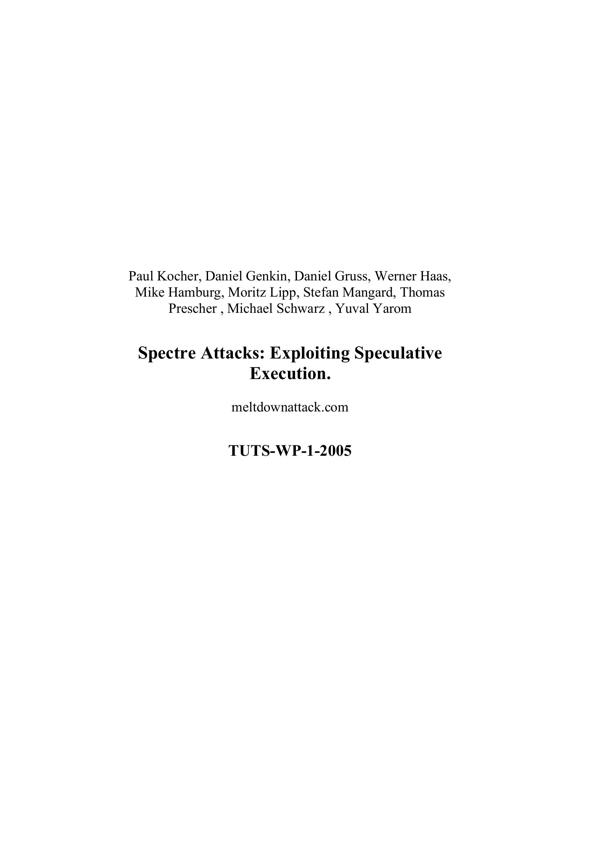 Paul Kocher, Daniel Genkin, Daniel Gruss, Werner Haas,
Mike Hamburg, Moritz Lipp, Stefan Mangard, Thomas
Prescher , Michael Schwarz , Yuval Yarom
Spectre Attacks: Exploiting Speculative
Execution.
meltdownattack.com
TUTS-WP-1-2005